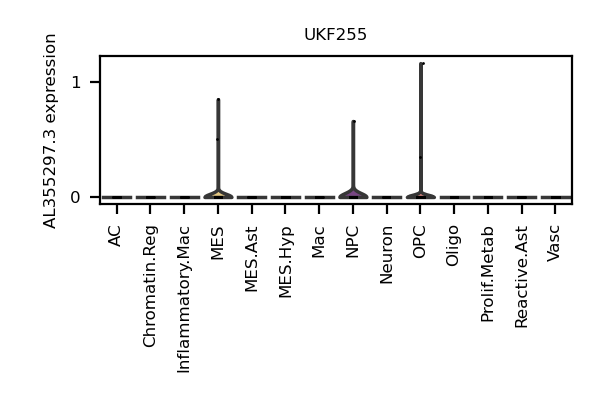 UKF255
AL355297.3 expression
1
0
AC
Chromatin.Reg
Inflammatory.Mac
MES
MES.Ast
MES.Hyp
Mac
NPC
Neuron
OPC
Oligo
Prolif.Metab
Reactive.Ast
Vasc